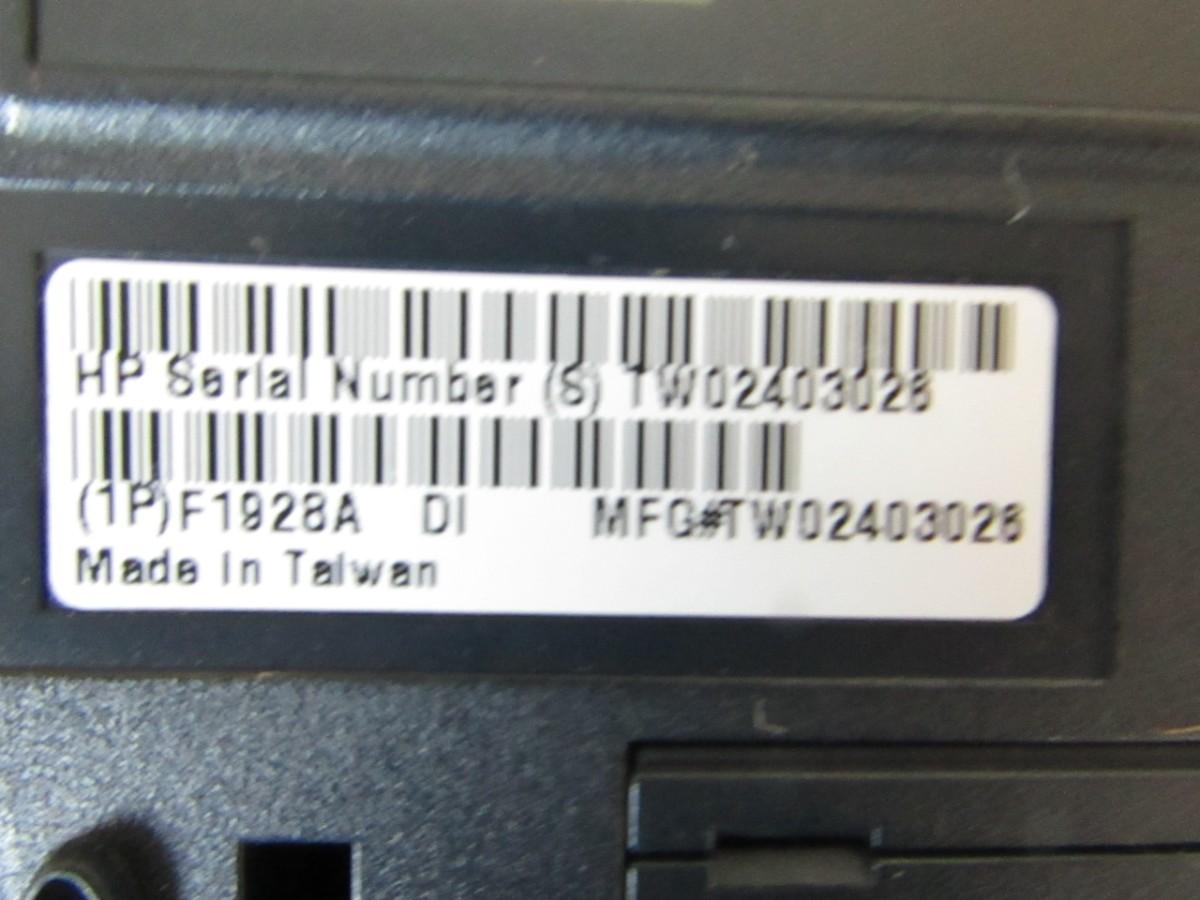 HP Serial Number (S) TW02403026
(1P)F1928A DI MFG#TW02403026
Made In Taiwan